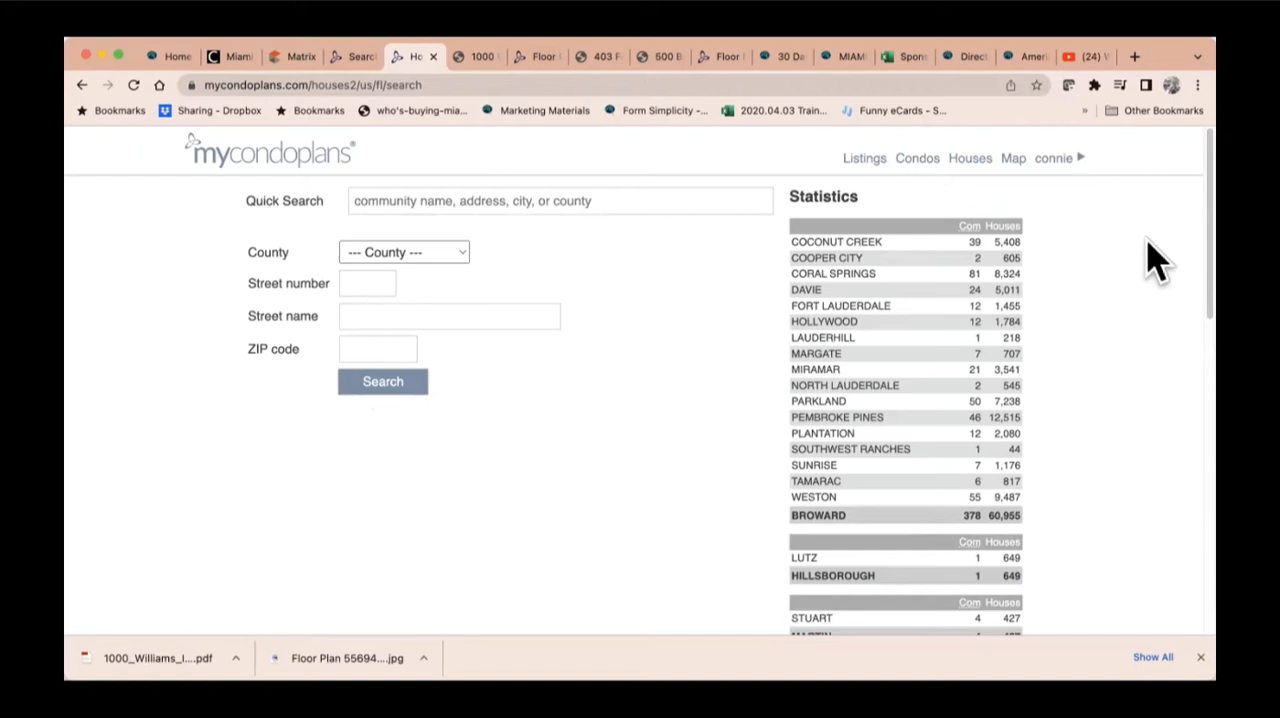 Home
Miami
Matrix
Searc
Ho
1000
Floor
403 F
500 B
Floor
30 Da
MIAM
Spons
Direc
Ameri
(24)
mycondoplans.com/houses2/us/fl/search
Bookmarks
Sharing - Dropbox
Bookmarks
who's-buying-mia...
Marketing Materials
Form Simplicity -...
2020.04.03 Train...
Funny eCards - S...
»
Other Bookmarks
mycondoplans®
Listings Condos Houses Map connie
Quick Search
community name, address, city, or county
County
--- County ---
Street number
Street name
ZIP code
Search
Statistics
Com Houses
COCONUT CREEK 39 5,408
COOPER CITY 2 605
CORAL SPRINGS 81 8,324
DAVIE 24 5,011
FORT LAUDERDALE 12 1,455
HOLLYWOOD 12 1,784
LAUDERHILL 1 218
MARGATE 7 707
MIRAMAR 21 3,541
NORTH LAUDERDALE 2 545
PARKLAND 50 7,238
PEMBROKE PINES 46 12,515
PLANTATION 12 2,080
SOUTHWEST RANCHES 1 44
SUNRISE 7 1,176
TAMARAC 6 817
WESTON 55 9,487
BROWARD 378 60,955
Com Houses
LUTZ 1 649
HILLSBOROUGH 1 649
Com Houses
STUART 4 427
1000_Williams_I....pdf
Floor Plan 55694....jpg
Show All